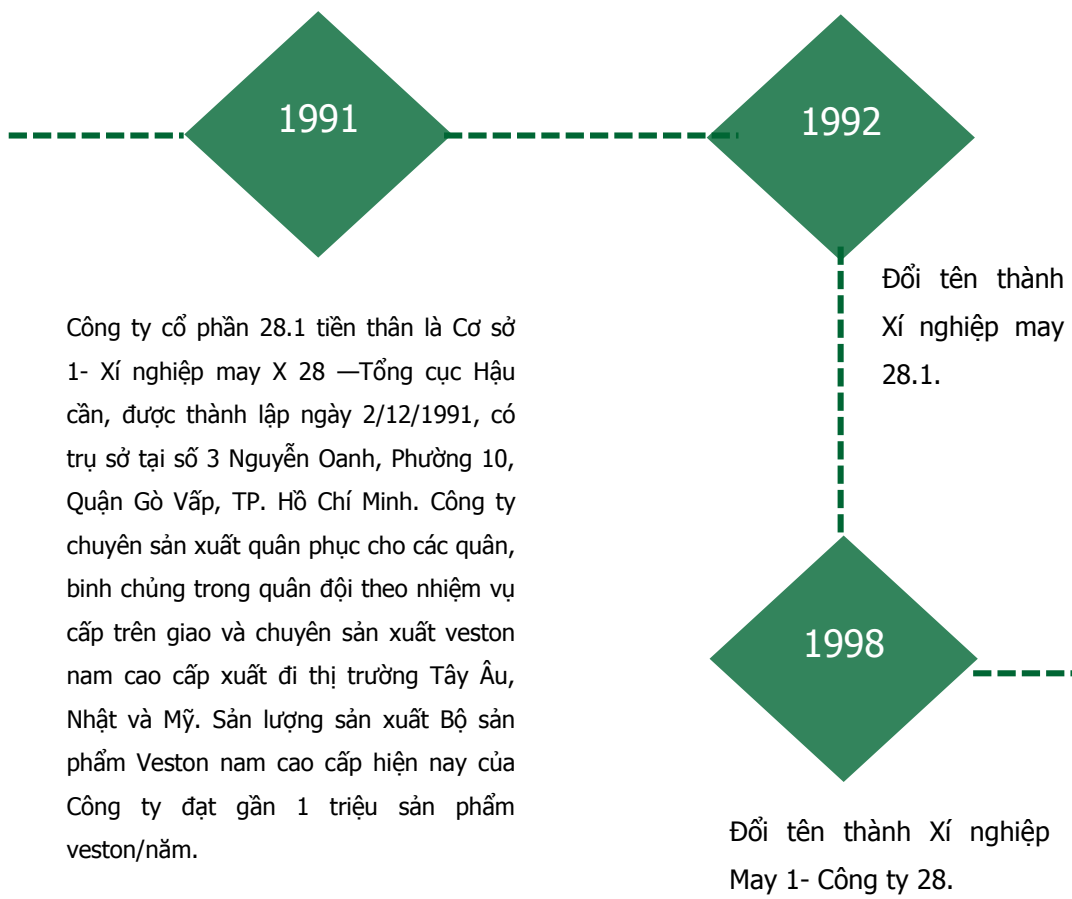 1991
1992
Đổi tên thành
Xí nghiệp may
28.1.
Công ty cổ phần 28.1 tiền thân là Cơ sở
1- Xí nghiệp may X 28 —Tổng cục Hậu
cần, được thành lập ngày 2/12/1991, có
trụ sở tại số 3 Nguyễn Oanh, Phường 10,
Quận Gò Vấp, TP. Hồ Chí Minh. Công ty
chuyên sản xuất quân phục cho các quân,
binh chủng trong quân đội theo nhiệm vụ
cấp trên giao và chuyên sản xuất veston
nam cao cấp xuất đi thị trường Tây Âu,
Nhật và Mỹ. Sản lượng sản xuất Bộ sản
phẩm Veston nam cao cấp hiện nay của
Công ty đạt gần 1 triệu sản phẩm
veston/năm.
1998
Đổi tên thành Xí nghiệp
May 1- Công ty 28.